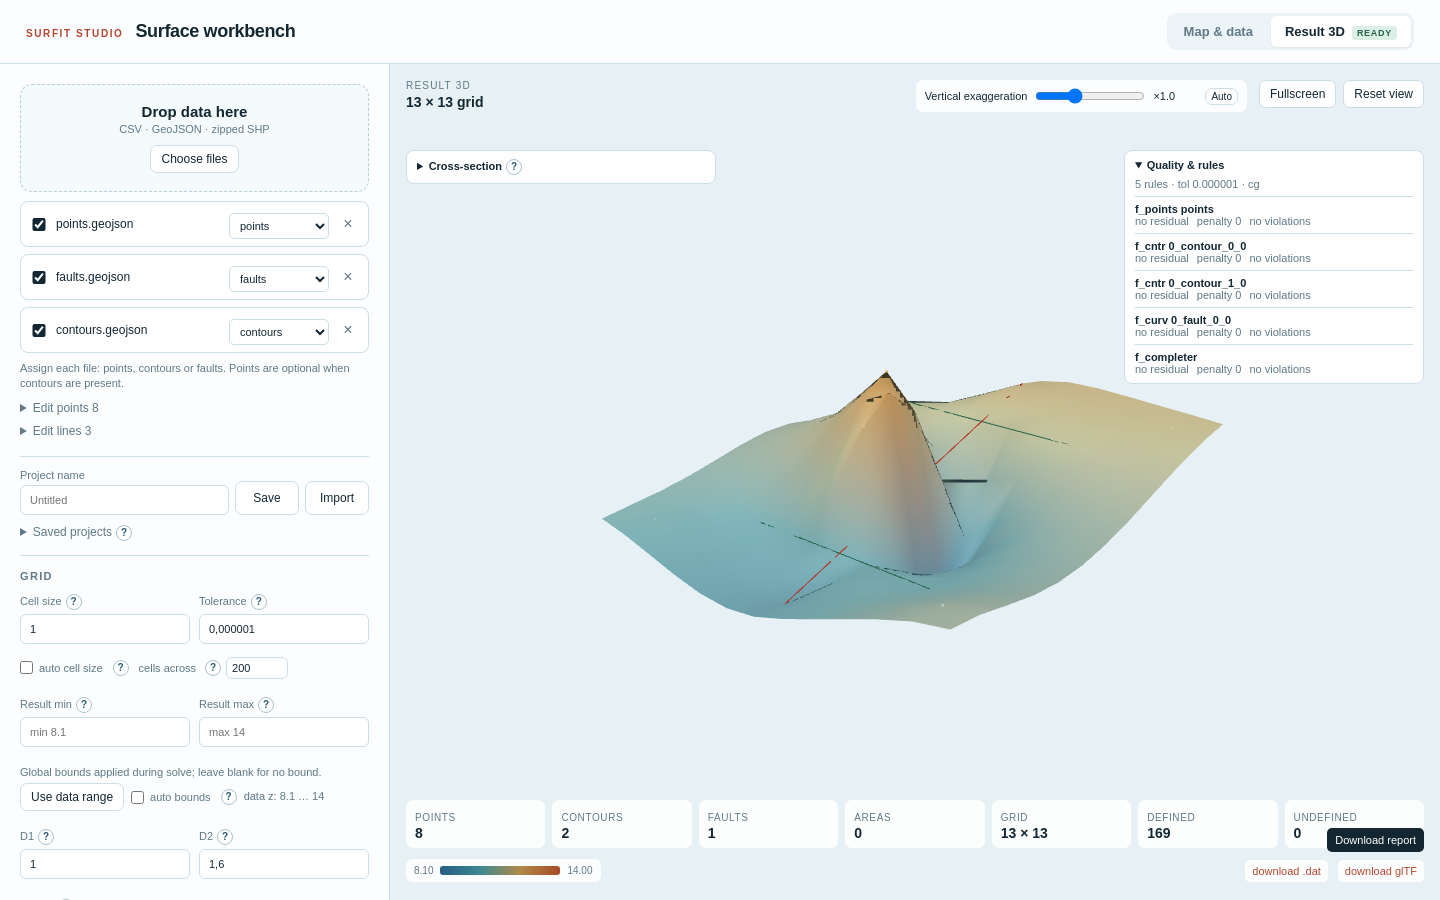 SURFIT STUDIO Surface workbench
Map & data
Result 3D READY
Drop data here
CSV · GeoJSON · zipped SHP
Choose files
points.geojson points ×
faults.geojson faults ×
contours.geojson contours ×
Assign each file: points, contours or faults. Points are optional when
contours are present.
Edit points 8
Edit lines 3
Project name
Untitled
Save
Import
Saved projects ?
GRID
Cell size ? Tolerance ?
1 0,000001
auto cell size ? cells across ? 200
Result min ? Result max ?
min 8.1 max 14
Global bounds applied during solve; leave blank for no bound.
Use data range auto bounds ? data z: 8.1 … 14
D1 ? D2 ?
1 1,6
RESULT 3D
13 × 13 grid
Vertical exaggeration ×1.0 Auto
Fullscreen
Reset view
Cross-section ?
Quality & rules
5 rules · tol 0.000001 · cg
f_points points
no residual penalty 0 no violations
f_cntr 0_contour_0_0
no residual penalty 0 no violations
f_cntr 0_contour_1_0
no residual penalty 0 no violations
f_curv 0_fault_0_0
no residual penalty 0 no violations
f_completer
no residual penalty 0 no violations
POINTS
8
CONTOURS
2
FAULTS
1
AREAS
0
GRID
13 × 13
DEFINED
169
UNDEFINED
0
Download report
8.10 14.00
download .dat
download glTF